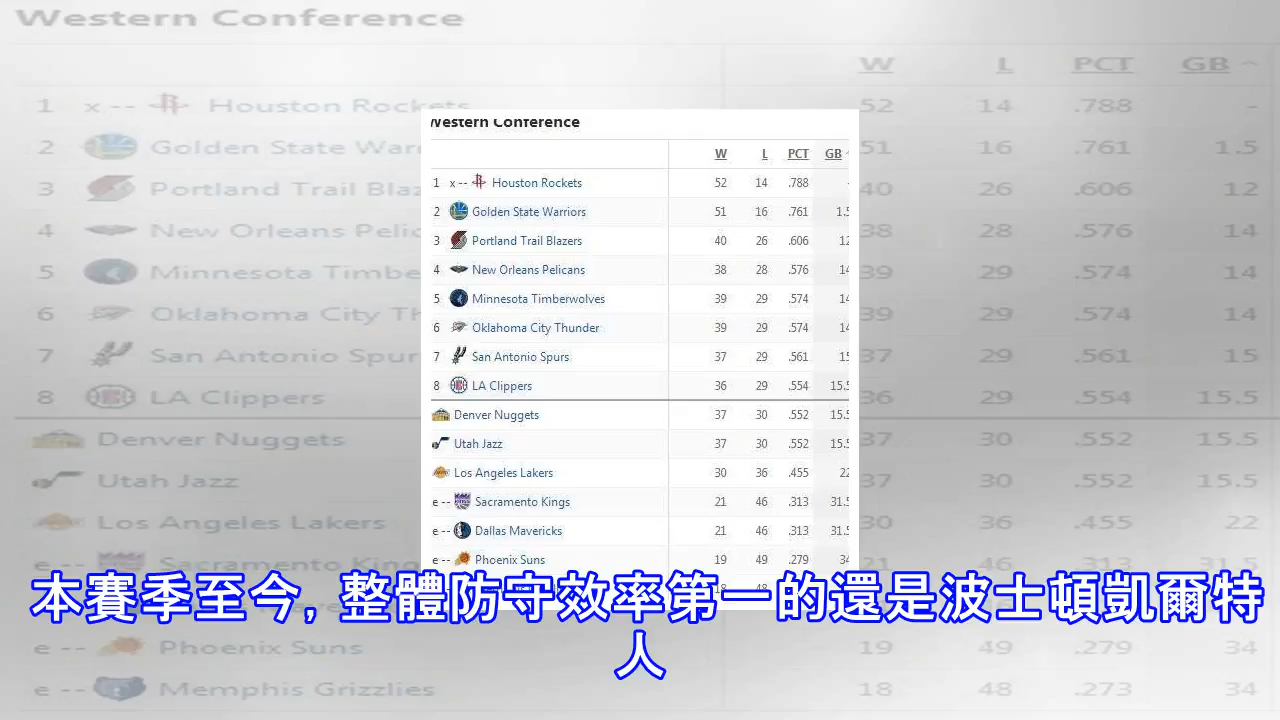 Western Conference
W L PCT GB
1 x -- Houston Rockets 52 14 .788 -
2 Golden State Warriors 51 16 .761 1.5
3 Portland Trail Blazers 40 26 .606 12
4 New Orleans Pelicans 38 28 .576 14
5 Minnesota Timberwolves 39 29 .574 14
6 Oklahoma City Thunder 39 29 .574 14
7 San Antonio Spurs 37 29 .561 15
8 LA Clippers 36 29 .554 15.5
Denver Nuggets 37 30 .552 15.5
Utah Jazz 37 30 .552 15.5
Los Angeles Lakers 30 36 .455 22
e -- Sacramento Kings 21 46 .313 31.5
e -- Dallas Mavericks 21 46 .313 31.5
e -- Phoenix Suns 19 49 .279 34
e -- Memphis Grizzlies 18 48 .273 34
本賽季至今, 整體防守效率第一的還是波士頓凱爾特
人